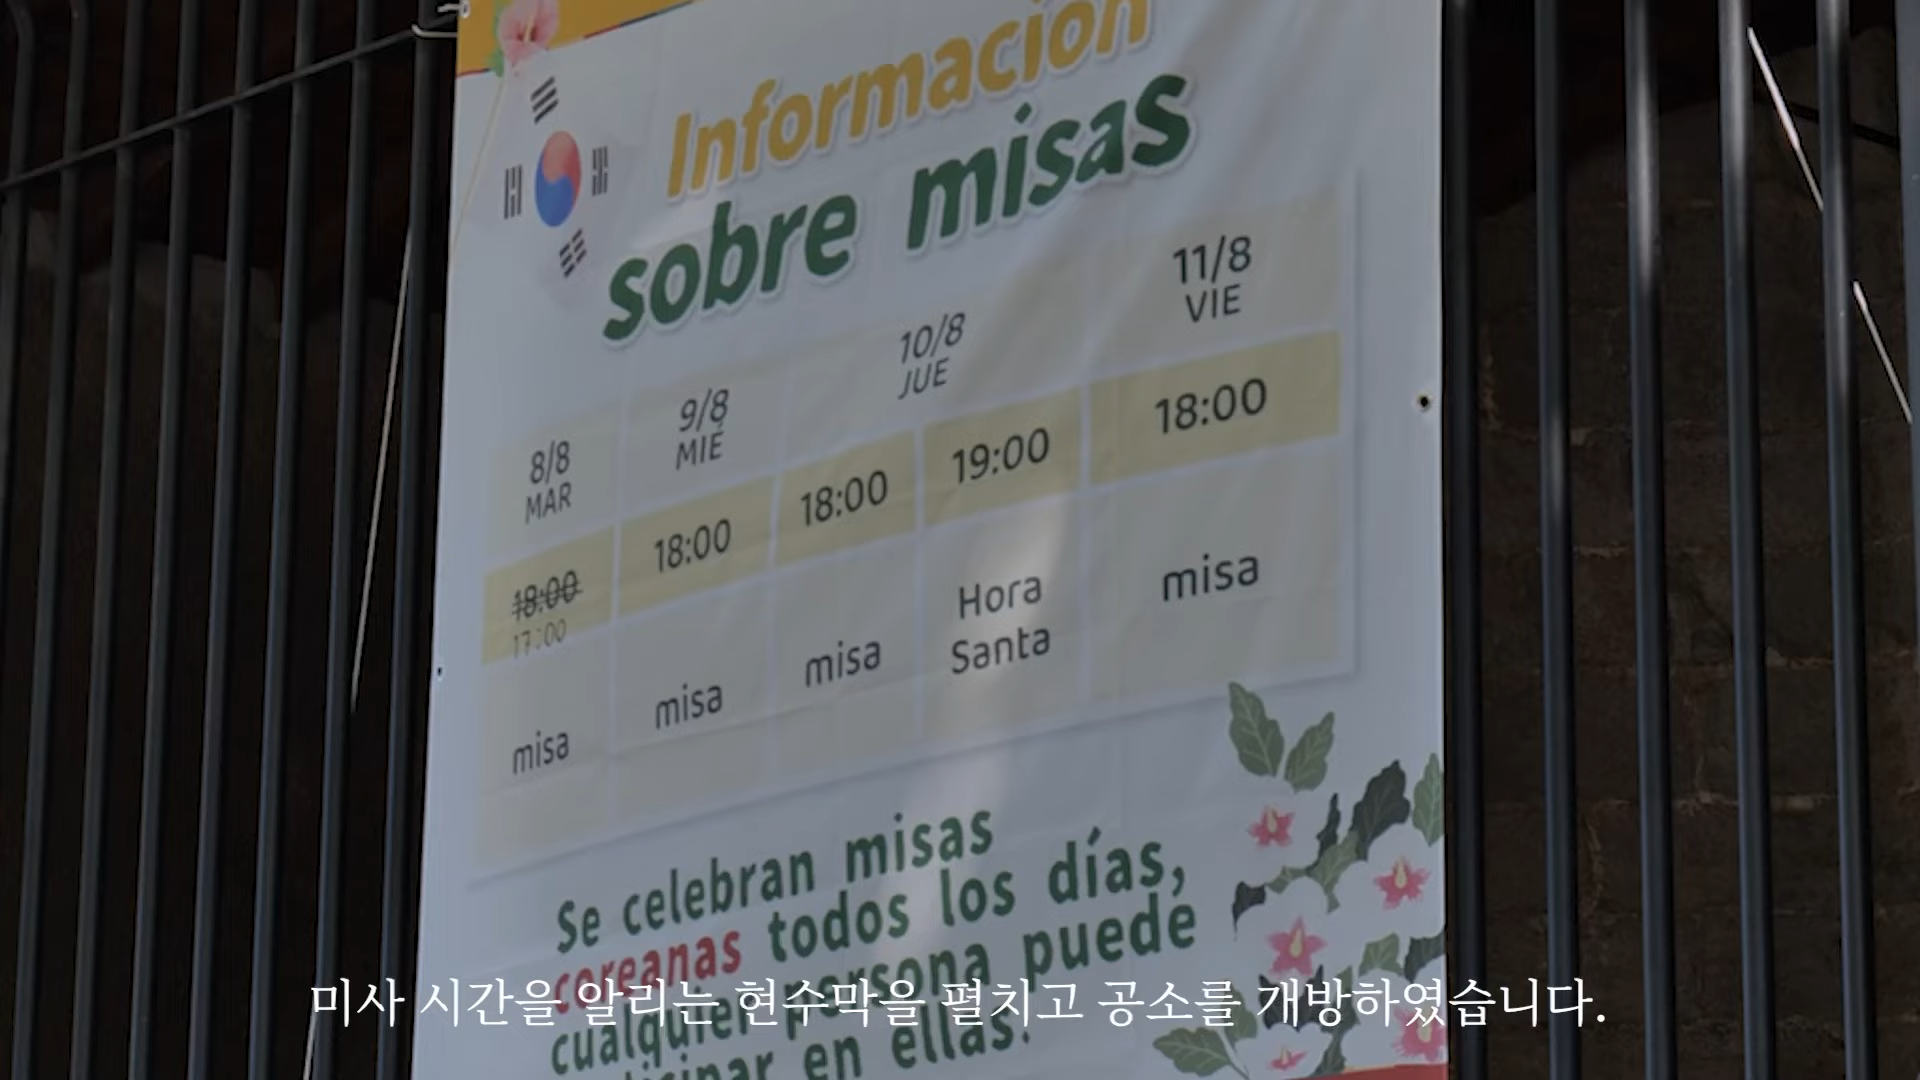 Información
sobre misas
8/8
MAR
9/8
MIÉ
10/8
JUE
11/8
VIE
18:00
17:00
18:00
18:00
19:00
18:00
misa
misa
misa
Hora
Santa
misa
Se celebran misas
coreanas todos los días,
cualquier persona puede
en ellas.
미사 시간을 알리는 현수막을 펼치고 공소를 개방하였습니다.